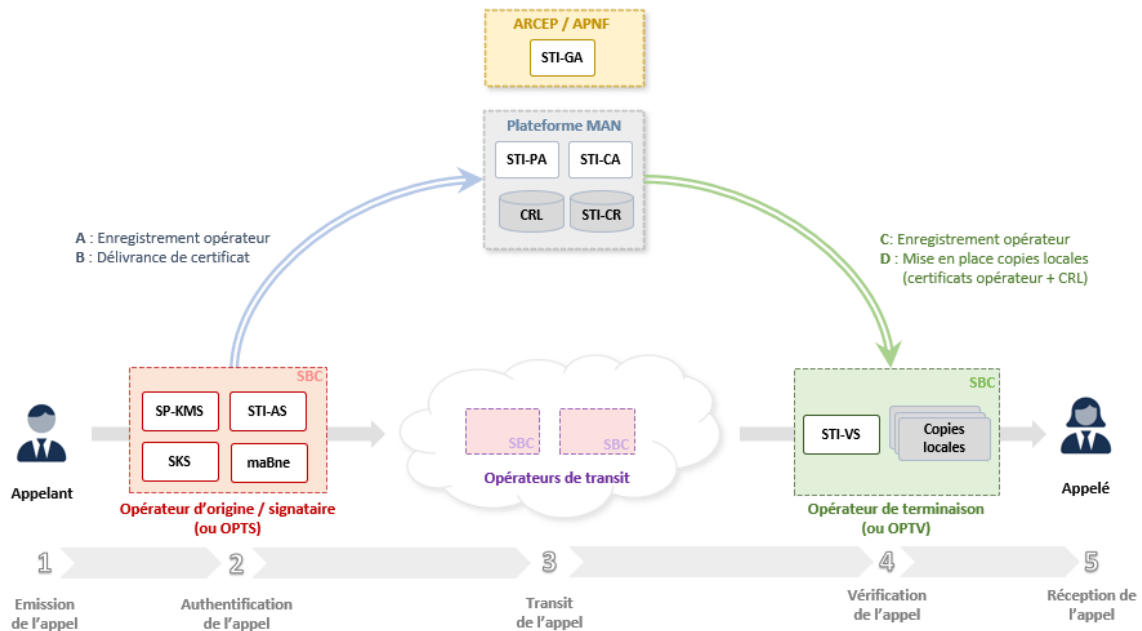 ARCEP / APNF
STI-GA
Plateforme MAN
STI-PA
STI-CA
CRL
STI-CR
A : Enregistrement opérateur
B : Délivrance de certificat
C: Enregistrement opérateur
D : Mise en place copies locales
(certificats opérateur + CRL)
SBC
SP-KMS
STI-AS
SKS
maBne
Appelant
Opérateur d'origine / signataire
(ou OPTS)
SBC
SBC
Opérateurs de transit
SBC
STI-VS
Copies
locales
Opérateur de terminaison
(ou OPTV)
Appelé
1
2
3
4
5
Emission
de l'appel
Authentification
de l'appel
Transit
de l'appel
Vérification
de l'appel
Réception de
l'appel